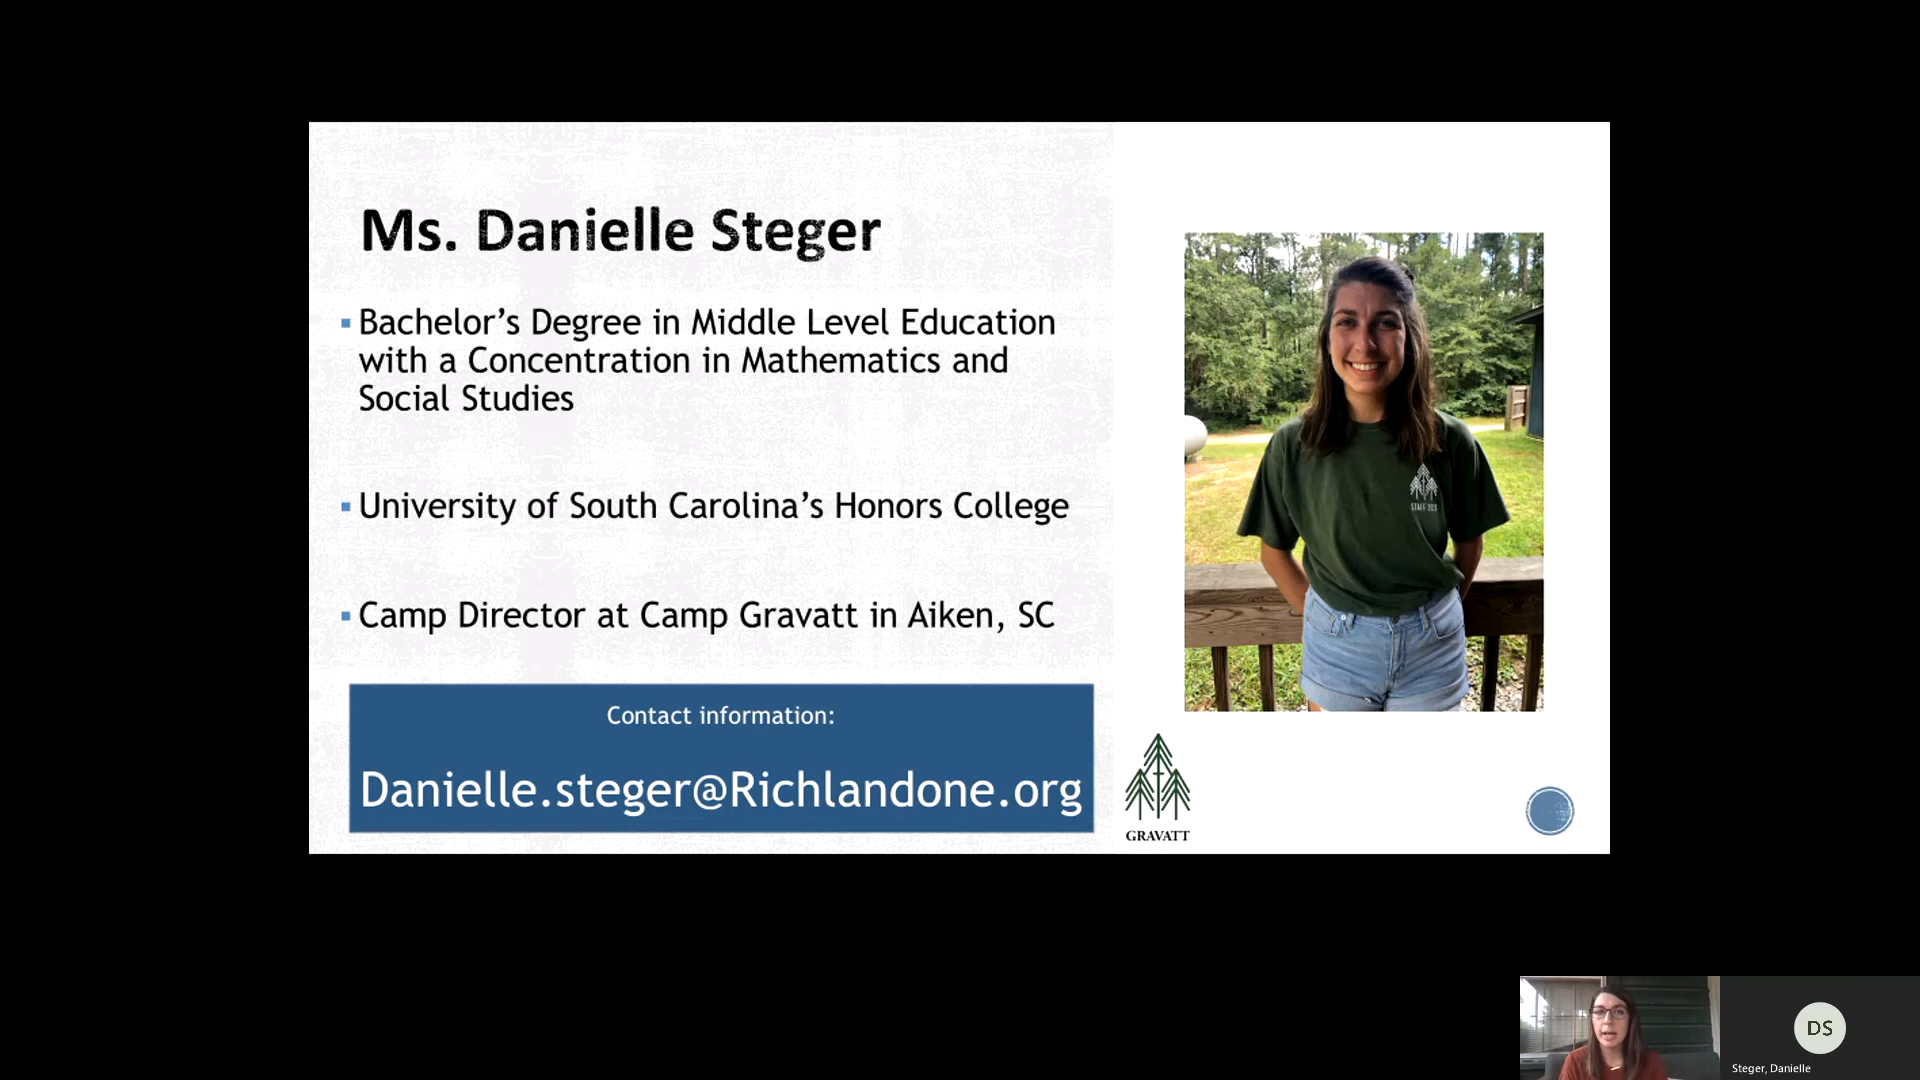 Ms. Danielle Steger
▪ Bachelor’s Degree in Middle Level Education
with a Concentration in Mathematics and
Social Studies
▪ University of South Carolina’s Honors College
▪ Camp Director at Camp Gravatt in Aiken, SC
Contact information:
Danielle.steger@Richlandone.org
GRAVATT
DS
Steger, Danielle